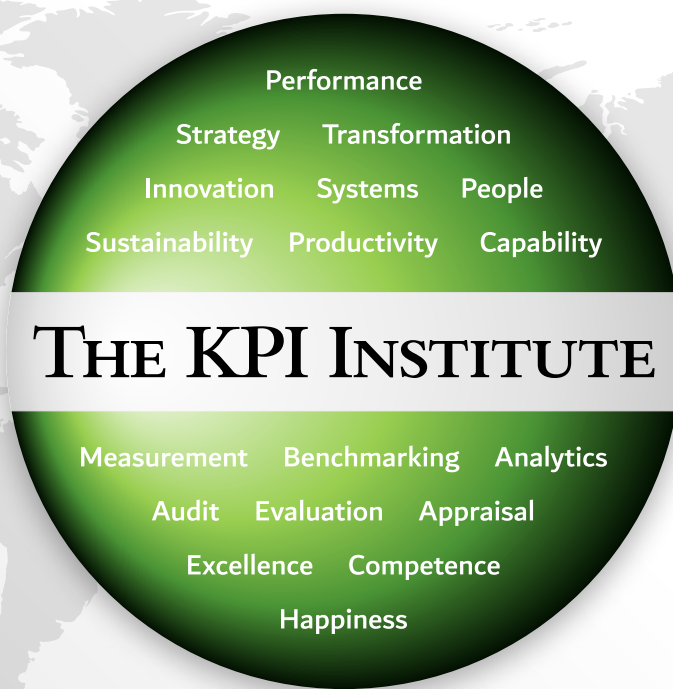 Performance
Strategy Transformation
Innovation Systems People
Sustainability Productivity Capability
THE KPI INSTITUTE
Measurement Benchmarking Analytics
Audit Evaluation Appraisal
Excellence Competence
Happiness